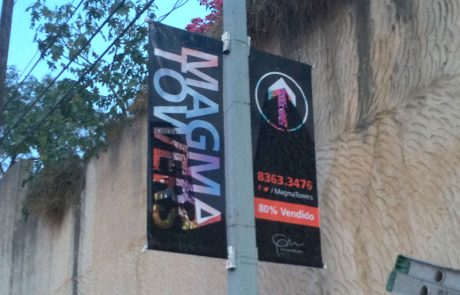 MAGMA
TOWERS
8363.3476
/MagmaTowers
80% Vendido